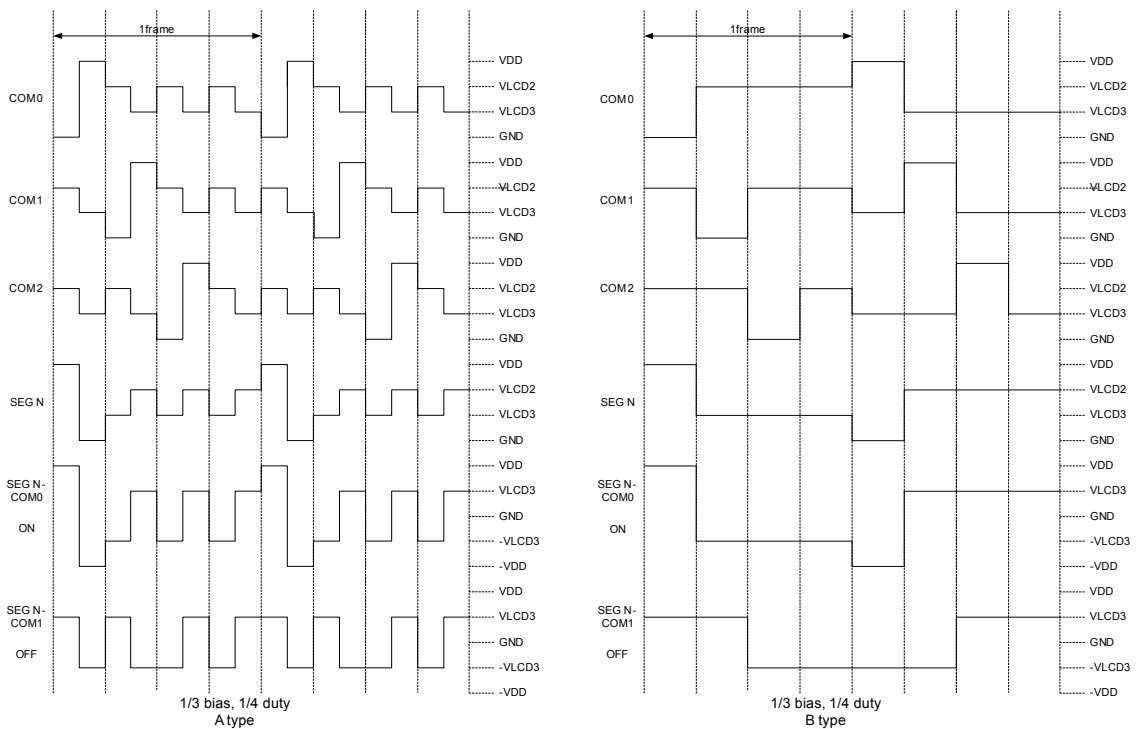 1frame
COM0
VDD
VLCD2
VLCD3
GND
COM1
VDD
VLCD2
VLCD3
GND
COM2
VDD
VLCD2
VLCD3
GND
SEG N
VDD
VLCD2
VLCD3
GND
SEG N-
COM0
ON
VDD
VLCD3
GND
-VLCD3
-VDD
SEG N-
COM1
OFF
VDD
VLCD3
GND
-VLCD3
-VDD
1/3 bias, 1/4 duty
A type
1frame
COM0
VDD
VLCD2
VLCD3
GND
COM1
VDD
VLCD2
VLCD3
GND
COM2
VDD
VLCD2
VLCD3
GND
SEG N
VDD
VLCD2
VLCD3
GND
SEG N-
COM0
ON
VDD
VLCD3
GND
-VLCD3
-VDD
SEG N-
COM1
OFF
VDD
VLCD3
GND
-VLCD3
-VDD
1/3 bias, 1/4 duty
B type